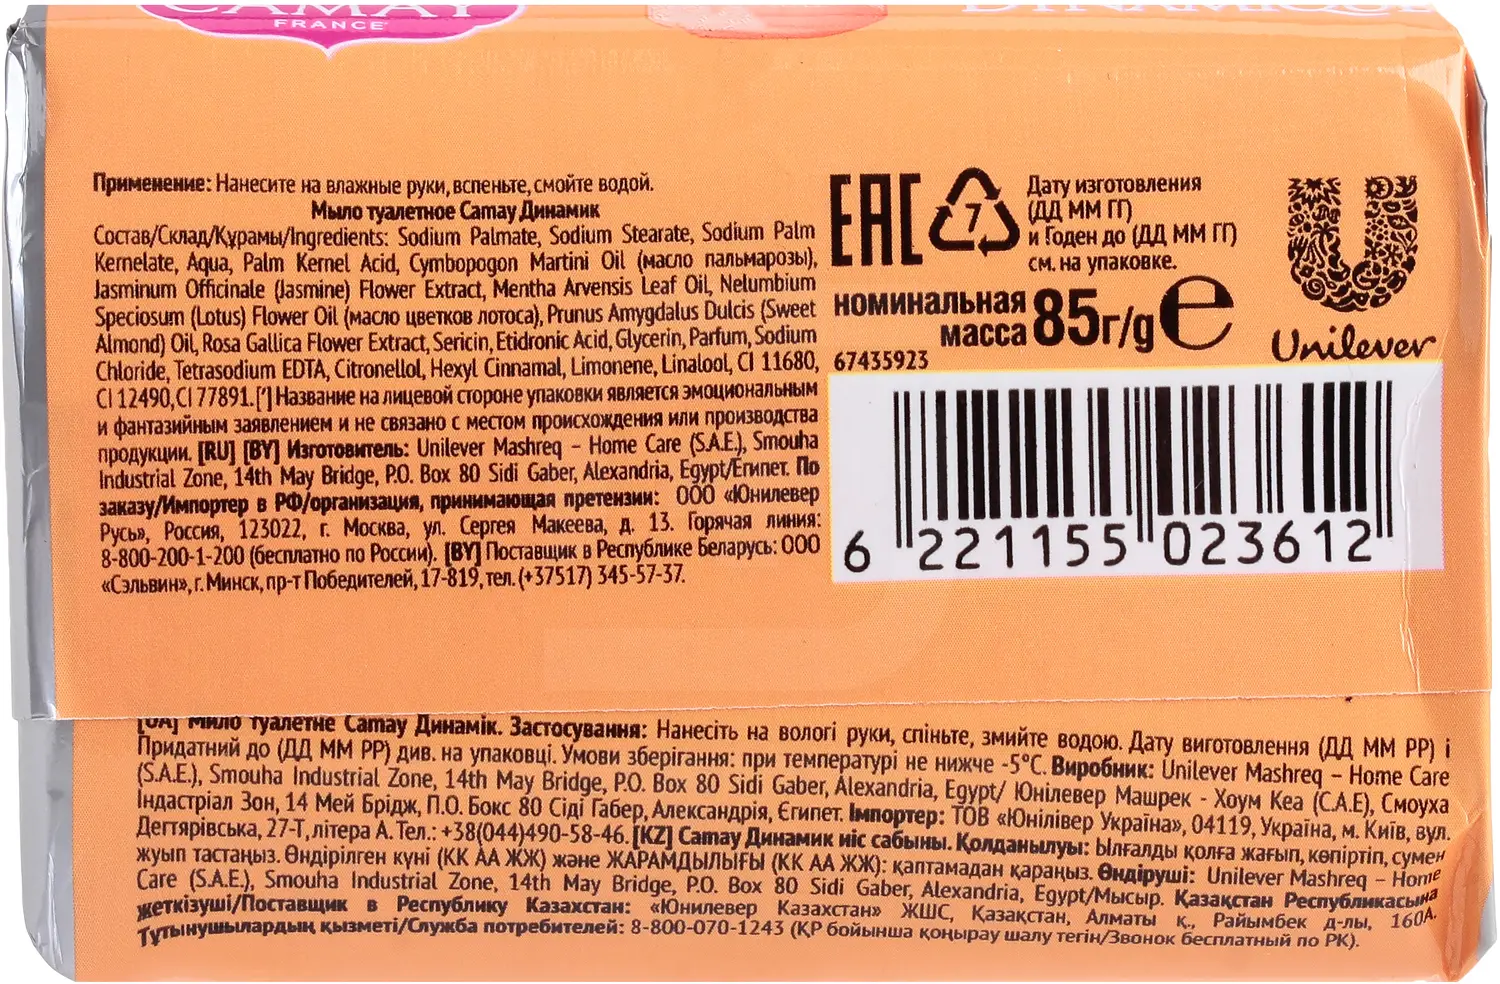 CAMAY
FRANCE
DYNAMIQUE
Применение: Нанесите на влажные руки, вспеньте, смойте водой.
Мыло туалетное Camay Динамик
Состав/Склад/Құрамы/Ingredients: Sodium Palmate, Sodium Stearate, Sodium Palm
Kernelate, Aqua, Palm Kernel Acid, Cymbopogon Martini Oil (масло пальмарозы),
Jasminum Officinale (Jasmine) Flower Extract, Mentha Arvensis Leaf Oil, Nelumbium
Speciosum (Lotus) Flower Oil (масло цветков лотоса), Prunus Amygdalus Dulcis (Sweet
Almond) Oil, Rosa Gallica Flower Extract, Sericin, Etidronic Acid, Glycerin, Parfum, Sodium
Chloride, Tetrasodium EDTA, Citronellol, Hexyl Cinnamal, Limonene, Linalool, CI 11680,
CI 12490, CI 77891. [*] Название на лицевой стороне упаковки является эмоциональным
и фантазийным заявлением и не связано с местом происхождения или производства
продукции. [RU] [BY] Изготовитель: Unilever Mashreq – Home Care (S.A.E.), Smouha
Industrial Zone, 14th May Bridge, P.O. Box 80 Sidi Gaber, Alexandria, Egypt/Египет. По
заказу/Импортер в РФ/организация, принимающая претензии: ООО «Юнилевер
Русь», Россия, 123022, г. Москва, ул. Сергея Макеева, д. 13. Горячая линия:
8-800-200-1-200 (бесплатно по России). [BY] Поставщик в Республике Беларусь: ООО
«Сэльвин», г. Минск, пр-т Победителей, 17-819, тел. (+37517) 345-57-37.
EAC
7
Дату изготовления
(ДД ММ ГГ)
и Годен до (ДД ММ ГГ)
см. на упаковке.
номинальная
масса 85г/g e
67435923
Unilever
6 221155 023612
[UA] Мило туалетне Camay Динамік. Застосування: Нанесіть на вологі руки, спіньте, змийте водою. Дату виготовлення (ДД ММ РР) і
Придатний до (ДД ММ РР) див. на упаковці. Умови зберігання: при температурі не нижче -5°С. Виробник: Unilever Mashreq – Home Care
(S.A.E.), Smouha Industrial Zone, 14th May Bridge, P.O. Box 80 Sidi Gaber, Alexandria, Egypt/ Юнілевер Машрек - Хоум Кеа (С.А.Е), Смоуха
Індастріал Зон, 14 Мей Брідж, П.О. Бокс 80 Сіді Габер, Александрія, Єгипет. Імпортер: ТОВ «Юнілівер Україна», 04119, Україна, м. Київ, вул.
Дегтярівська, 27-Т, літера А. Тел.: +38(044)490-58-46. [KZ] Camay Динамик иіс сабыны. Қолданылуы: Ылғалды қолға жағып, көпіртіп, сумен
жуып тастаңыз. Өндірілген күні (КК АА ЖЖ) және ЖАРАМДЫЛЫҒЫ (КК АА ЖЖ): қаптамадан қараңыз. Өндіруші: Unilever Mashreq – Home
Care (S.A.E.), Smouha Industrial Zone, 14th May Bridge, P.O. Box 80 Sidi Gaber, Alexandria, Egypt/Мысыр. Қазақстан Республикасына
жеткізуші/Поставщик в Республику Казахстан: «Юнилевер Казахстан» ЖШС, Қазақстан, Алматы қ., Райымбек д-лы, 160А.
Тұтынушылардың қызметі/Служба потребителей: 8-800-070-1243 (ҚР бойынша қоңырау шалу тегін/Звонок бесплатный по РК).